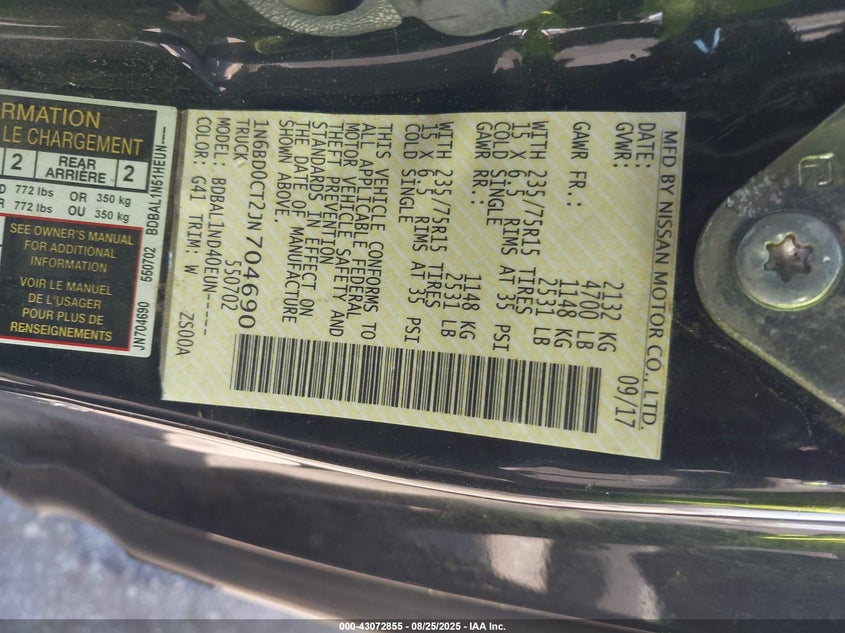 RMATION
LE CHARGEMENT
2 REAR ARRIÈRE 2
D 772 lbs OR 350 kg
R 772 lbs OU 350 kg
SEE OWNER'S MANUAL
FOR ADDITIONAL
INFORMATION
VOIR LE MANUEL
DE L'USAGER
POUR PLUS DE
RENSEIGNEMENTS
JN704690 550702 BDBAL1M51HEUN----
MFD BY NISSAN MOTOR CO., LTD.
DATE: 09/17
GVWR: 2132 KG
4700 LB
GAWR FR.: 1148 KG
2531 LB
WITH 235/75R15 TIRES
15 X 6.5 RIMS AT 35 PSI
COLD SINGLE
GAWR RR.: 1148 KG
2531 LB
WITH 235/75R15 TIRES
15 X 6.5 RIMS AT 35 PSI
COLD SINGLE
THIS VEHICLE CONFORMS TO
ALL APPLICABLE FEDERAL
MOTOR VEHICLE SAFETY AND
THEFT PREVENTION
STANDARDS IN EFFECT ON
THE DATE OF MANUFACTURE
SHOWN ABOVE.
1N6BD0CT2JN704690
TRUCK 550702
MODEL: BDBAL1ND40EUN-----
COLOR: G41 TRIM: W ZS00A
000-43072855 - 08/25/2025 - IAA Inc.